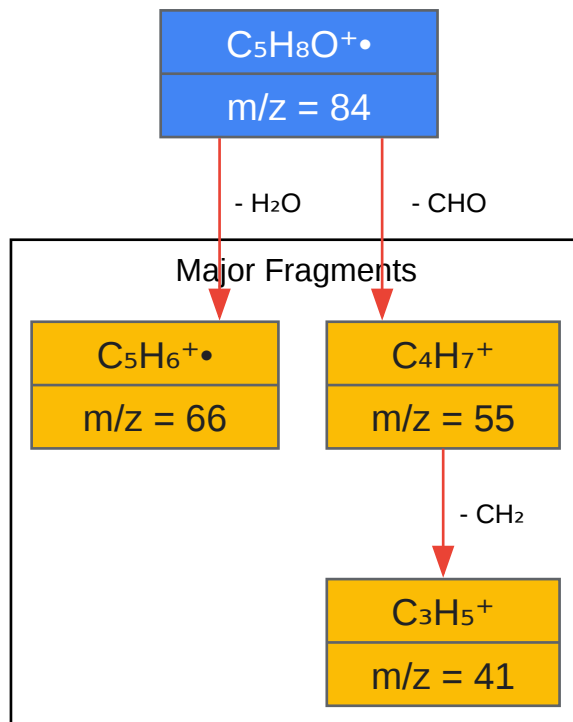 C₅H₈O⁺•
m/z = 84
- H₂O
- CHO
Major Fragments
C₅H₆⁺•
m/z = 66
C₄H₇⁺
m/z = 55
- CH₂
C₃H₅⁺
m/z = 41